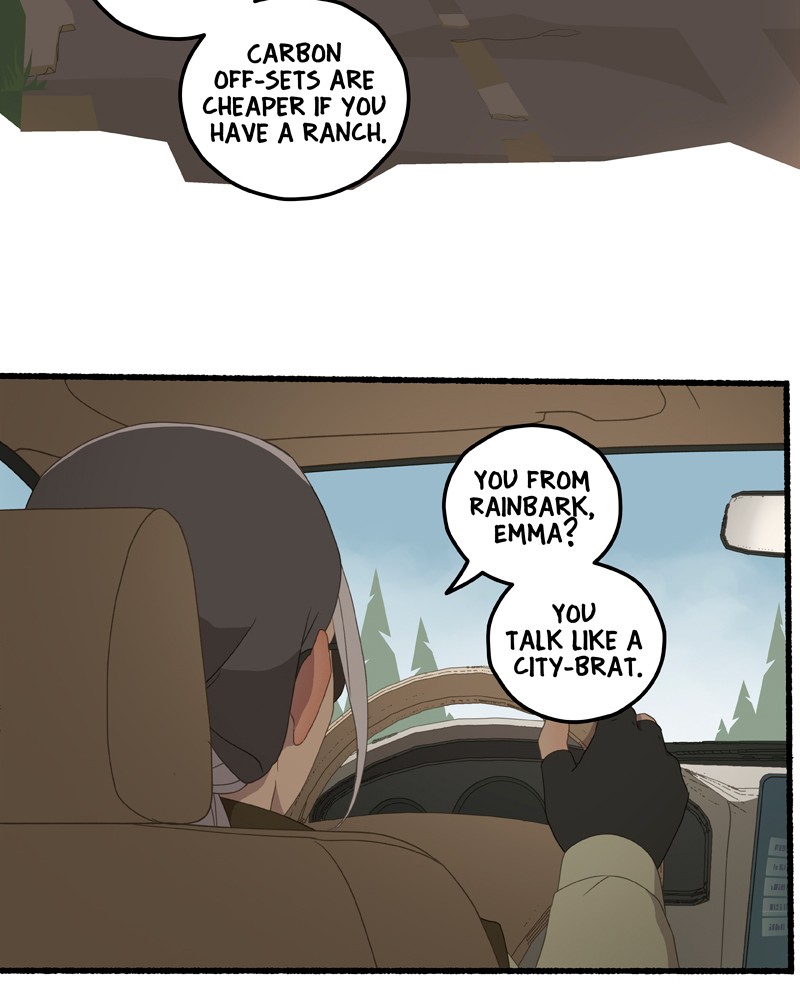 CARBON
OFF-SETS ARE
CHEAPER IF YOU
HAVE A RANCH.
YOU FROM
RAINBARK,
EMMA?
YOU
TALK LIKE A
CITY-BRAT.